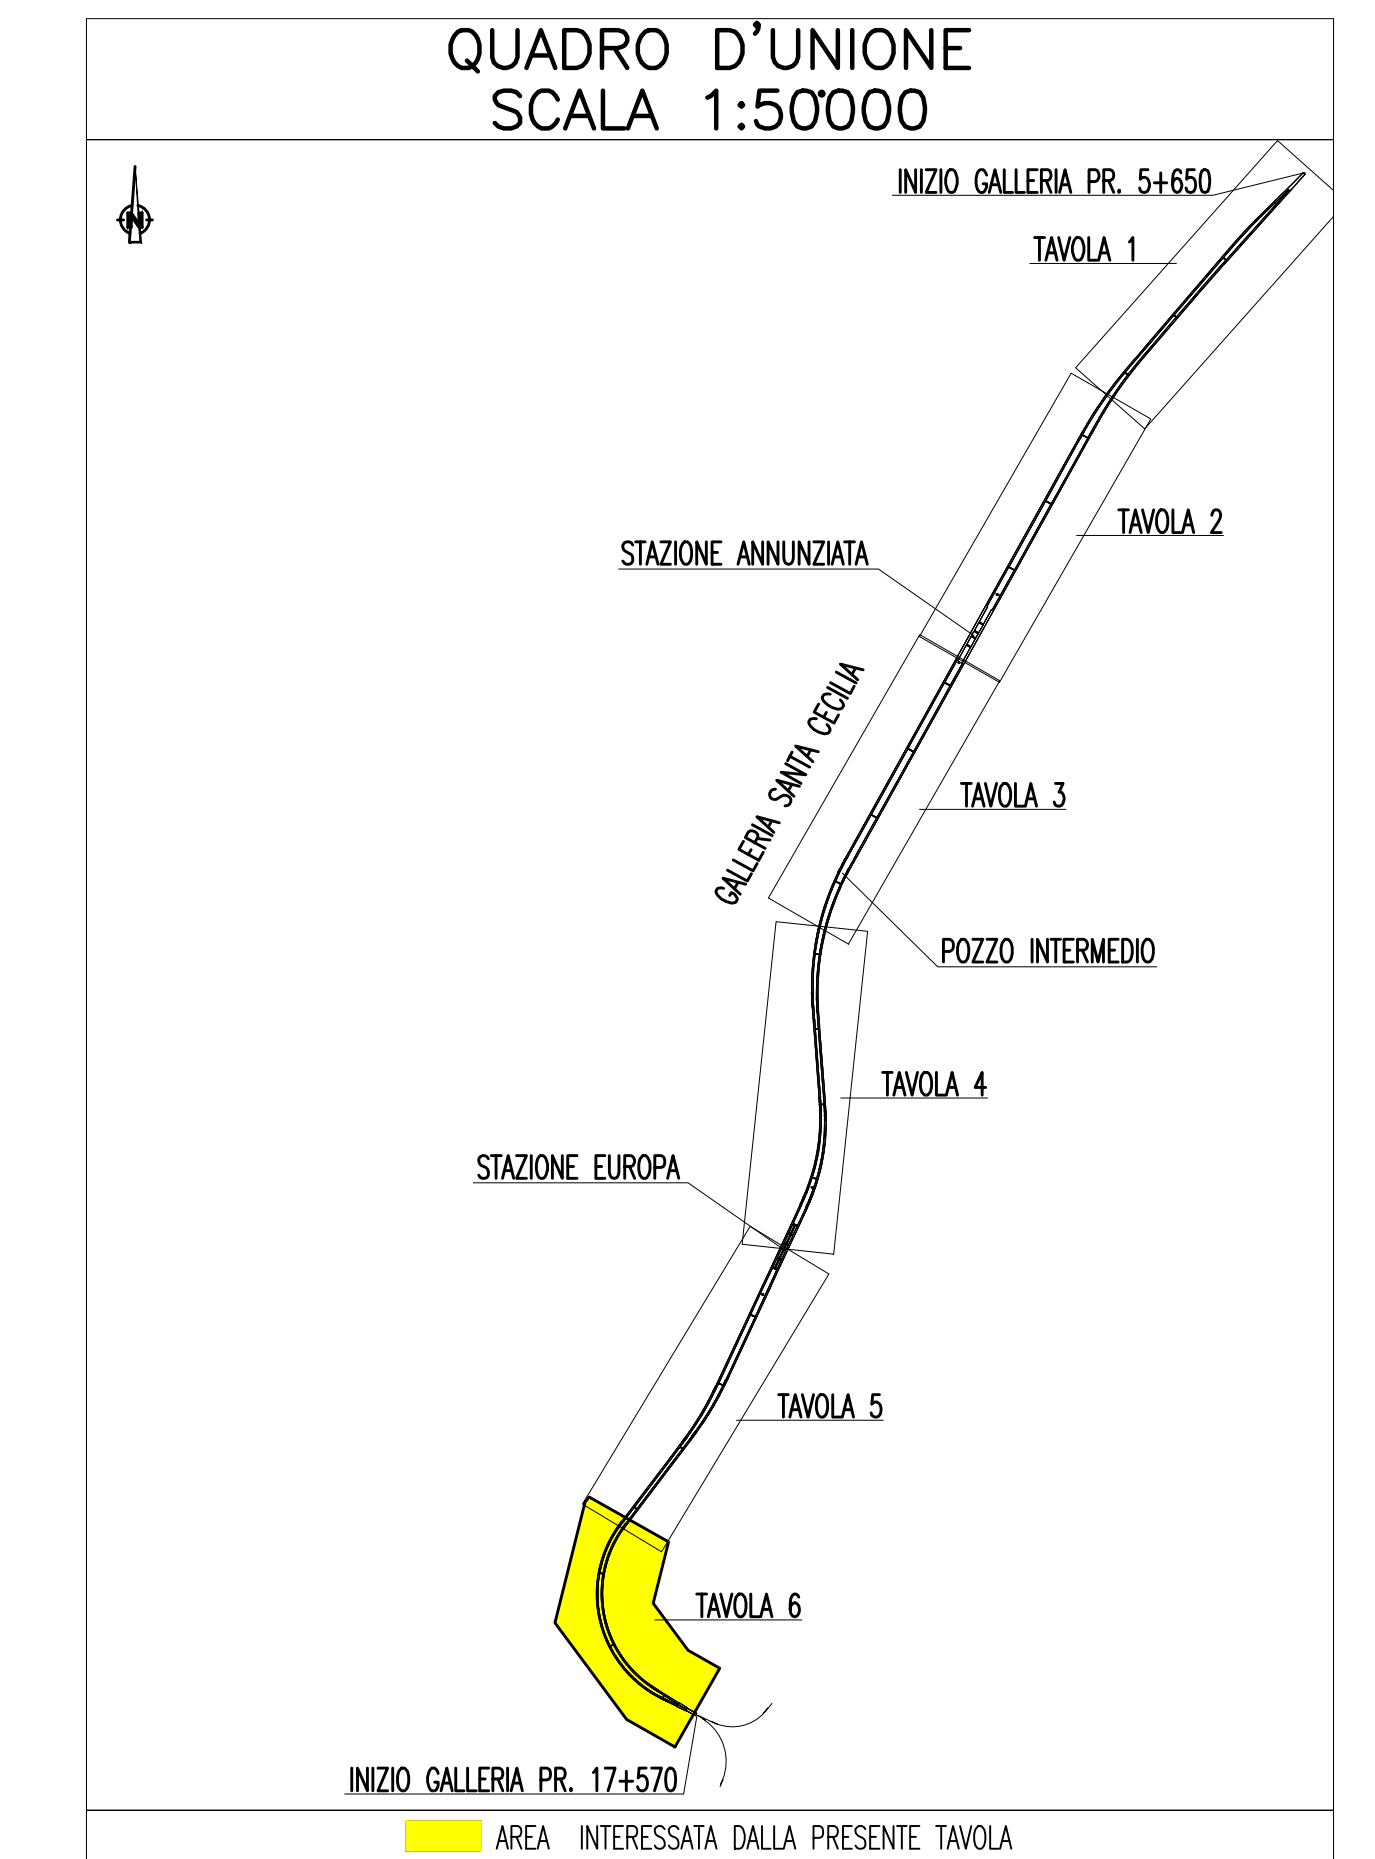 QUADRO D'UNIONE
SCALA 1:50'000
N
INIZIO GALLERIA PR. 5+650
TAVOLA 1
TAVOLA 2
STAZIONE ANNUNZIATA
GALLERIA SANTA CECILIA
TAVOLA 3
POZZO INTERMEDIO
TAVOLA 4
STAZIONE EUROPA
TAVOLA 5
TAVOLA 6
INIZIO GALLERIA PR. 17+570
AREA INTERESSATA DALLA PRESENTE TAVOLA